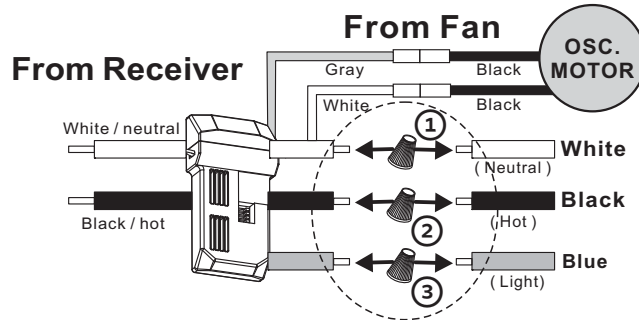 From Fan
From Receiver
OSC.
MOTOR
Gray
Black
White
Black
White / neutral
1
White
( Neutral )
Black / hot
2
Black
( Hot )
3
Blue
( Light)